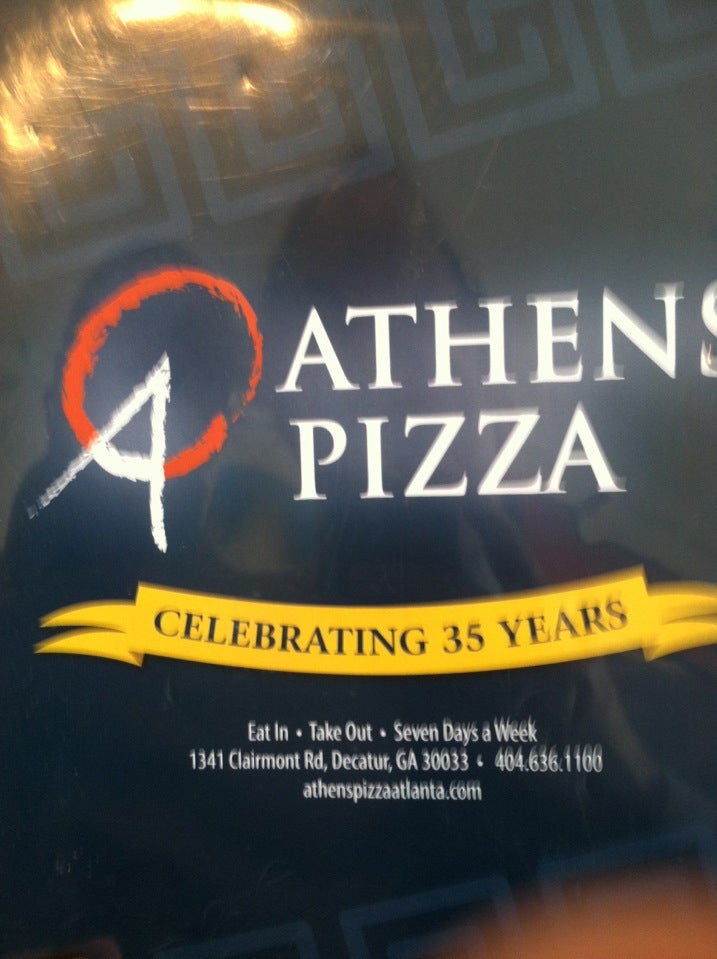 ATHENS
PIZZA
CELEBRATING 35 YEARS
Eat In • Take Out • Seven Days a Week
1341 Clairmont Rd, Decatur, GA 30033 • 404.636.1100
athenspizzaatlanta.com